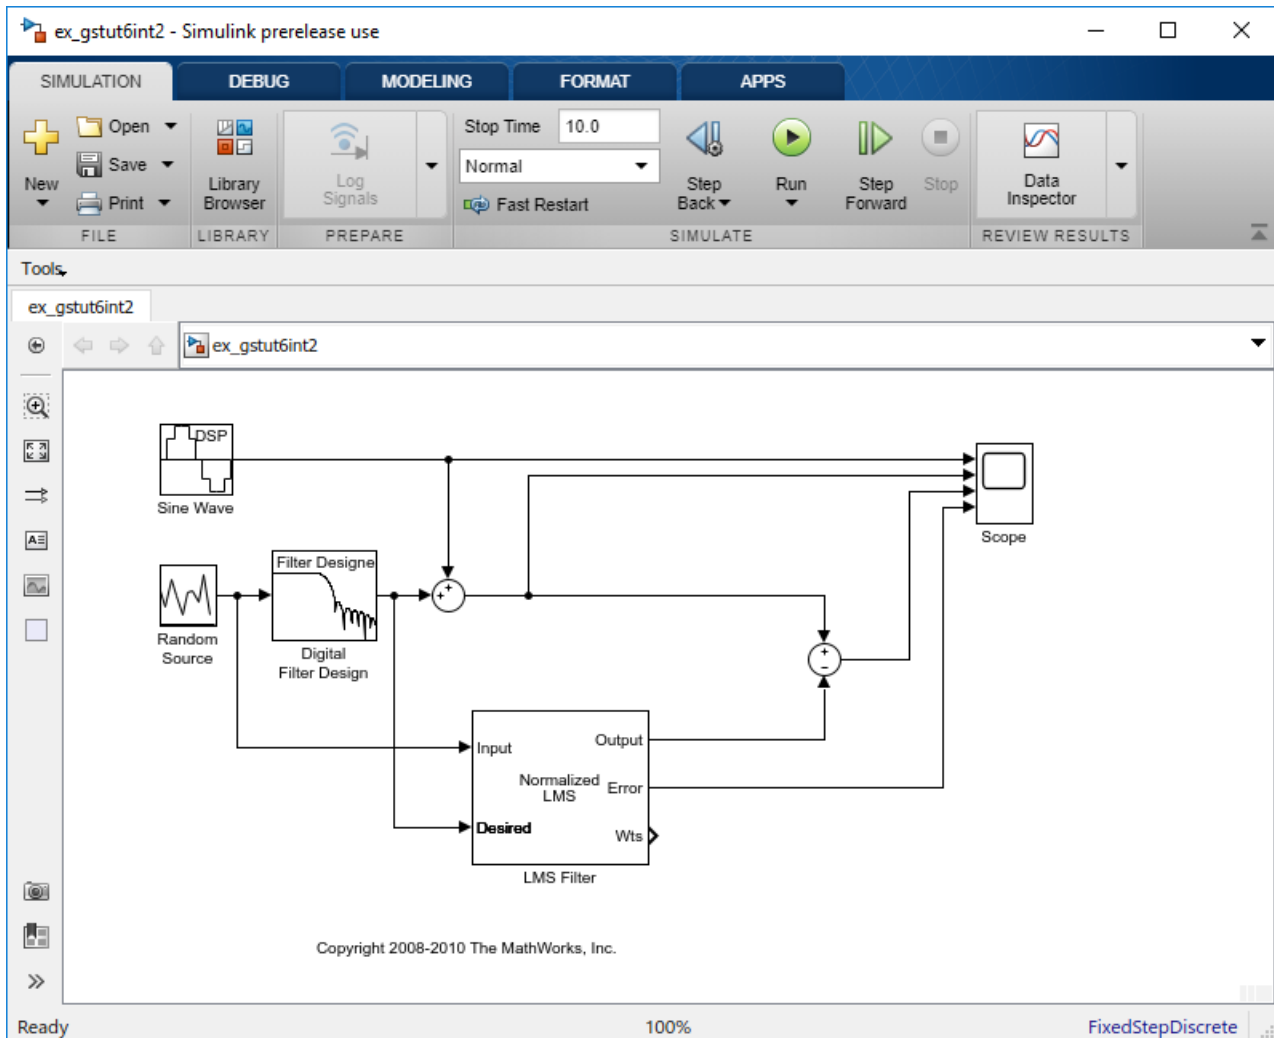 ex_gstut6int2 - Simulink prerelease use
SIMULATION DEBUG MODELING FORMAT APPS
New
Open
Save
Print
FILE
Library
Browser
LIBRARY
Log
Signals
PREPARE
Stop Time 10.0
Normal
Fast Restart
Step
Back
Run
Step
Forward
Stop
SIMULATE
Data
Inspector
REVIEW RESULTS
Tools
ex_gstut6int2
ex_gstut6int2
DSP
Sine Wave
Scope
Random
Source
Filter Designe
Digital
Filter Design
+
+
+
–
Input
Desired
Normalized
LMS
Output
Error
Wts
LMS Filter
Copyright 2008-2010 The MathWorks, Inc.
Ready 100% FixedStepDiscrete